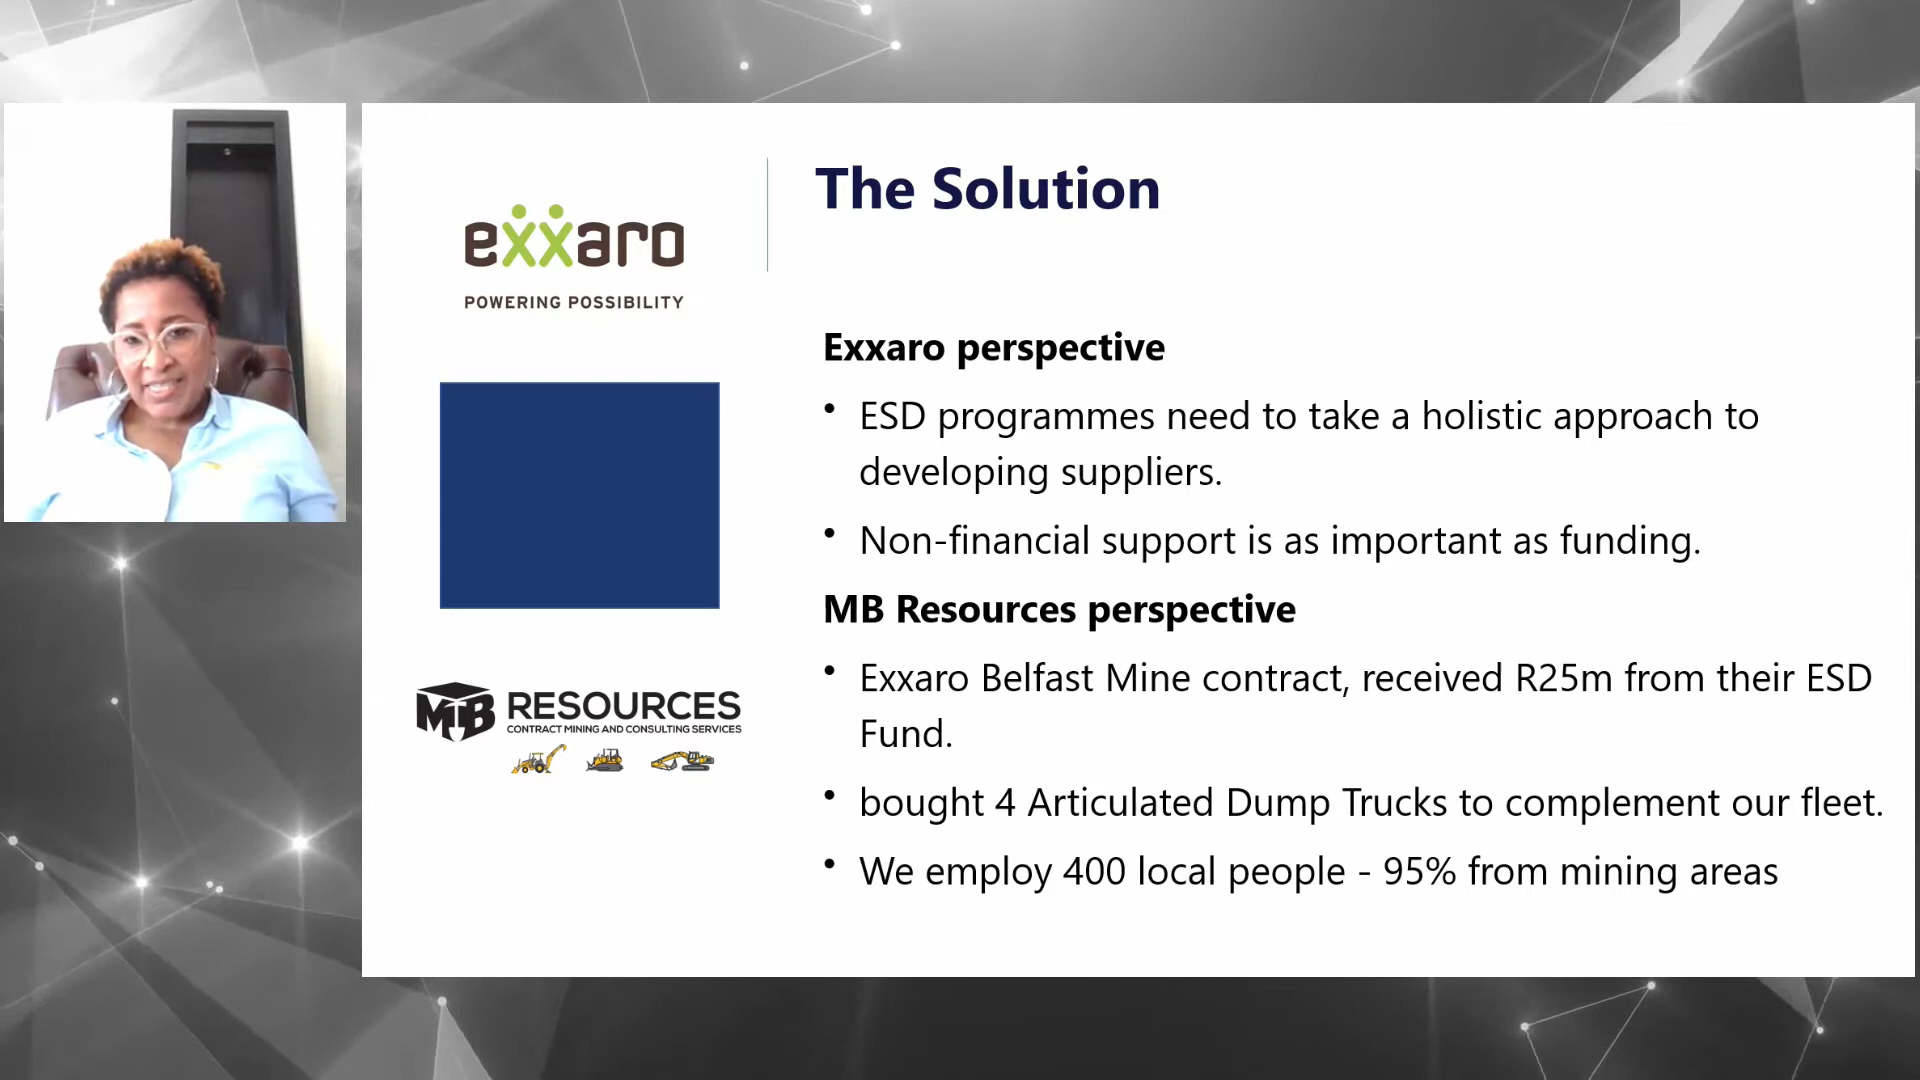 exxaro
POWERING POSSIBILITY
MB RESOURCES
CONTRACT MINING AND CONSULTING SERVICES
The Solution
Exxaro perspective
• ESD programmes need to take a holistic approach to
developing suppliers.
• Non-financial support is as important as funding.
MB Resources perspective
• Exxaro Belfast Mine contract, received R25m from their ESD
Fund.
• bought 4 Articulated Dump Trucks to complement our fleet.
• We employ 400 local people - 95% from mining areas